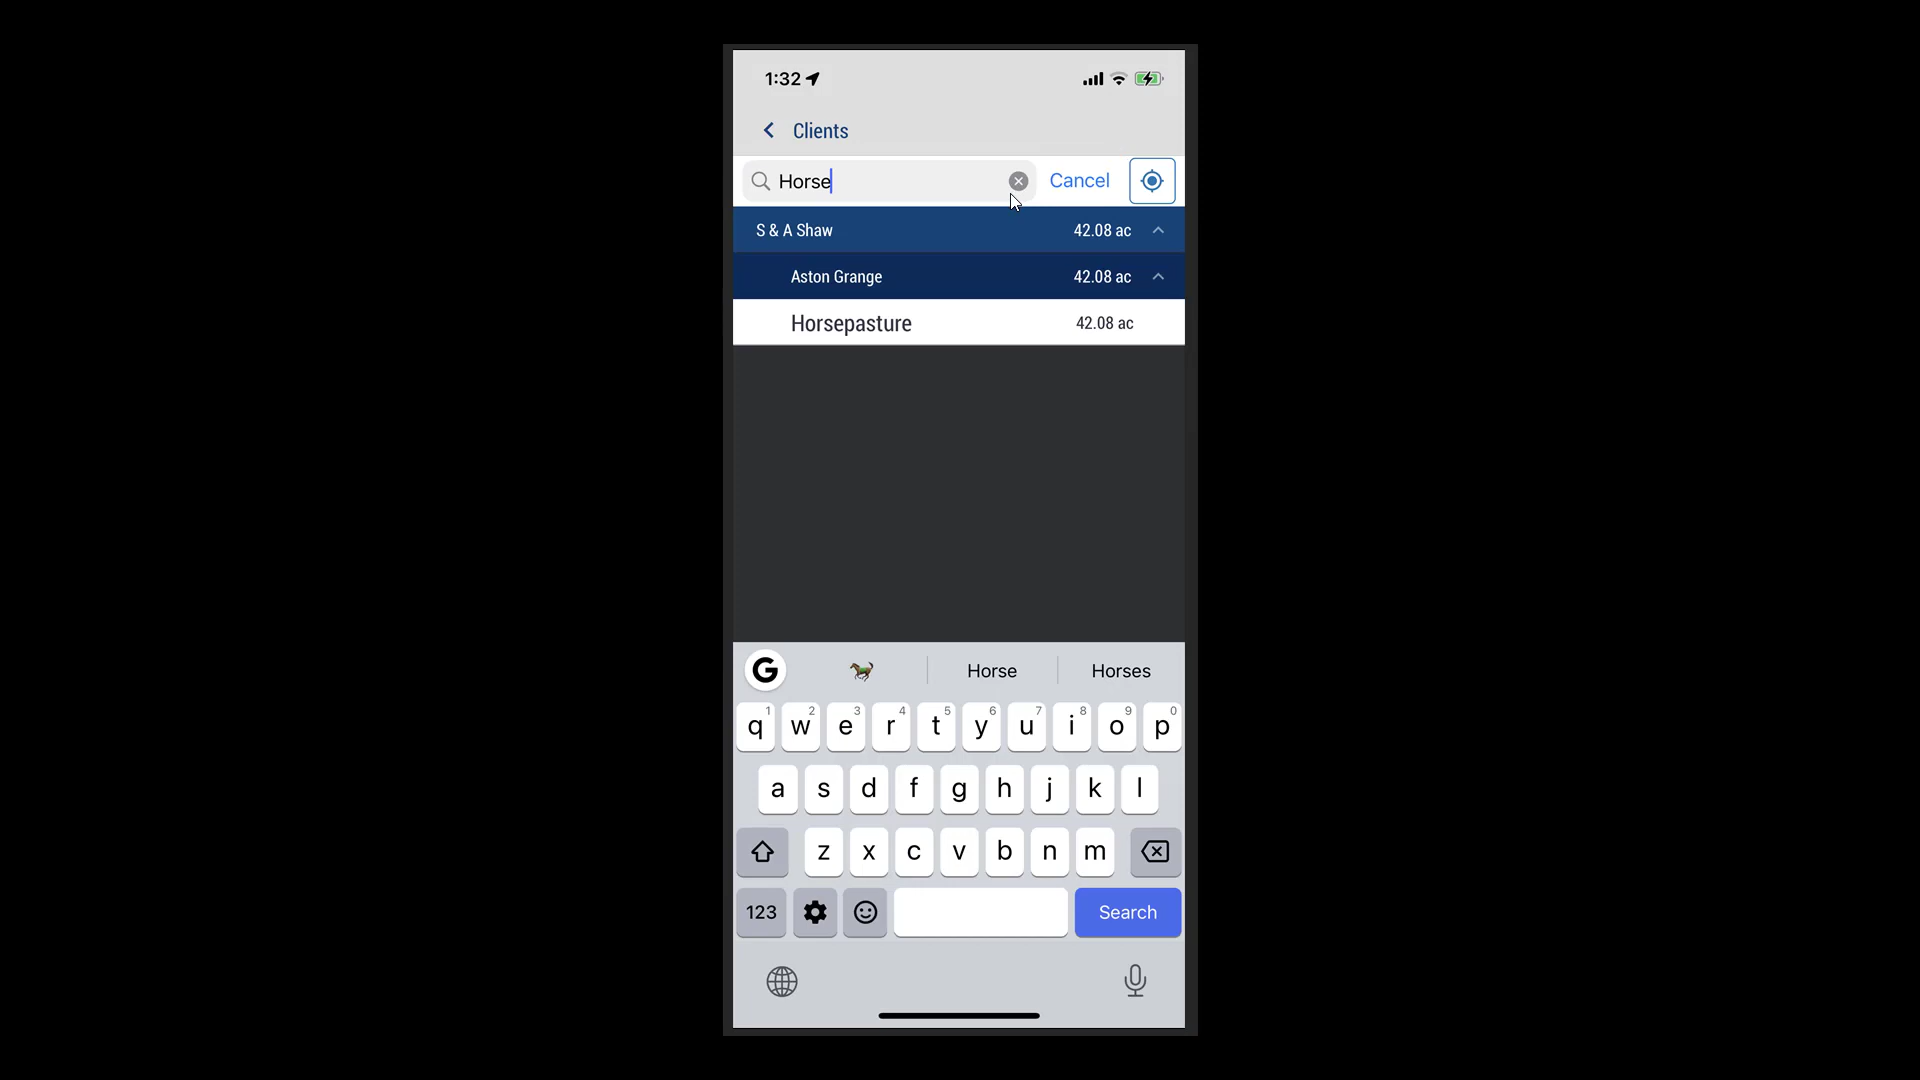 1:32
Clients
Horse
Cancel
S & A Shaw 42.08 ac
Aston Grange 42.08 ac
Horsepasture 42.08 ac
G Horse Horses
1 2 3 4 5 6 7 8 9 0
q w e r t y u i o p
a s d f g h j k l
z x c v b n m
123 Search